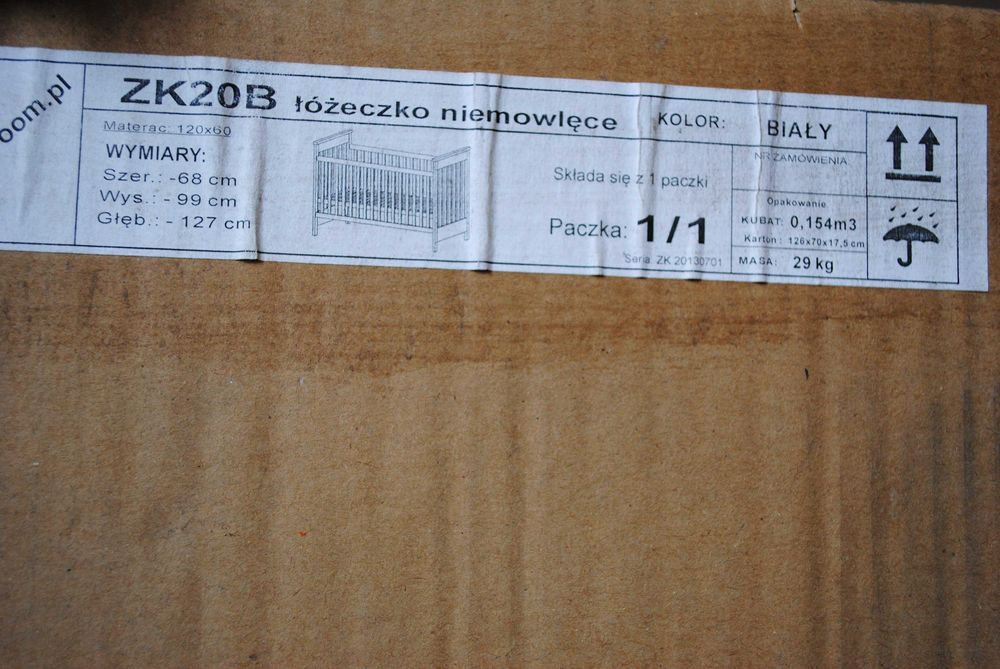 oom.pl
ZK20B łóżeczko niemowlęce
Materac: 120x60
WYMIARY:
Szer.: -68 cm
Wys.: - 99 cm
Głęb.: - 127 cm
Składa się z 1 paczki
Paczka: 1/1
Seria: ZK 20130701
KOLOR: BIAŁY
NR ZAMÓWIENIA
Opakowanie
KUBAT: 0,154m3
Karton: 126x70x17,5 cm
MASA: 29 kg